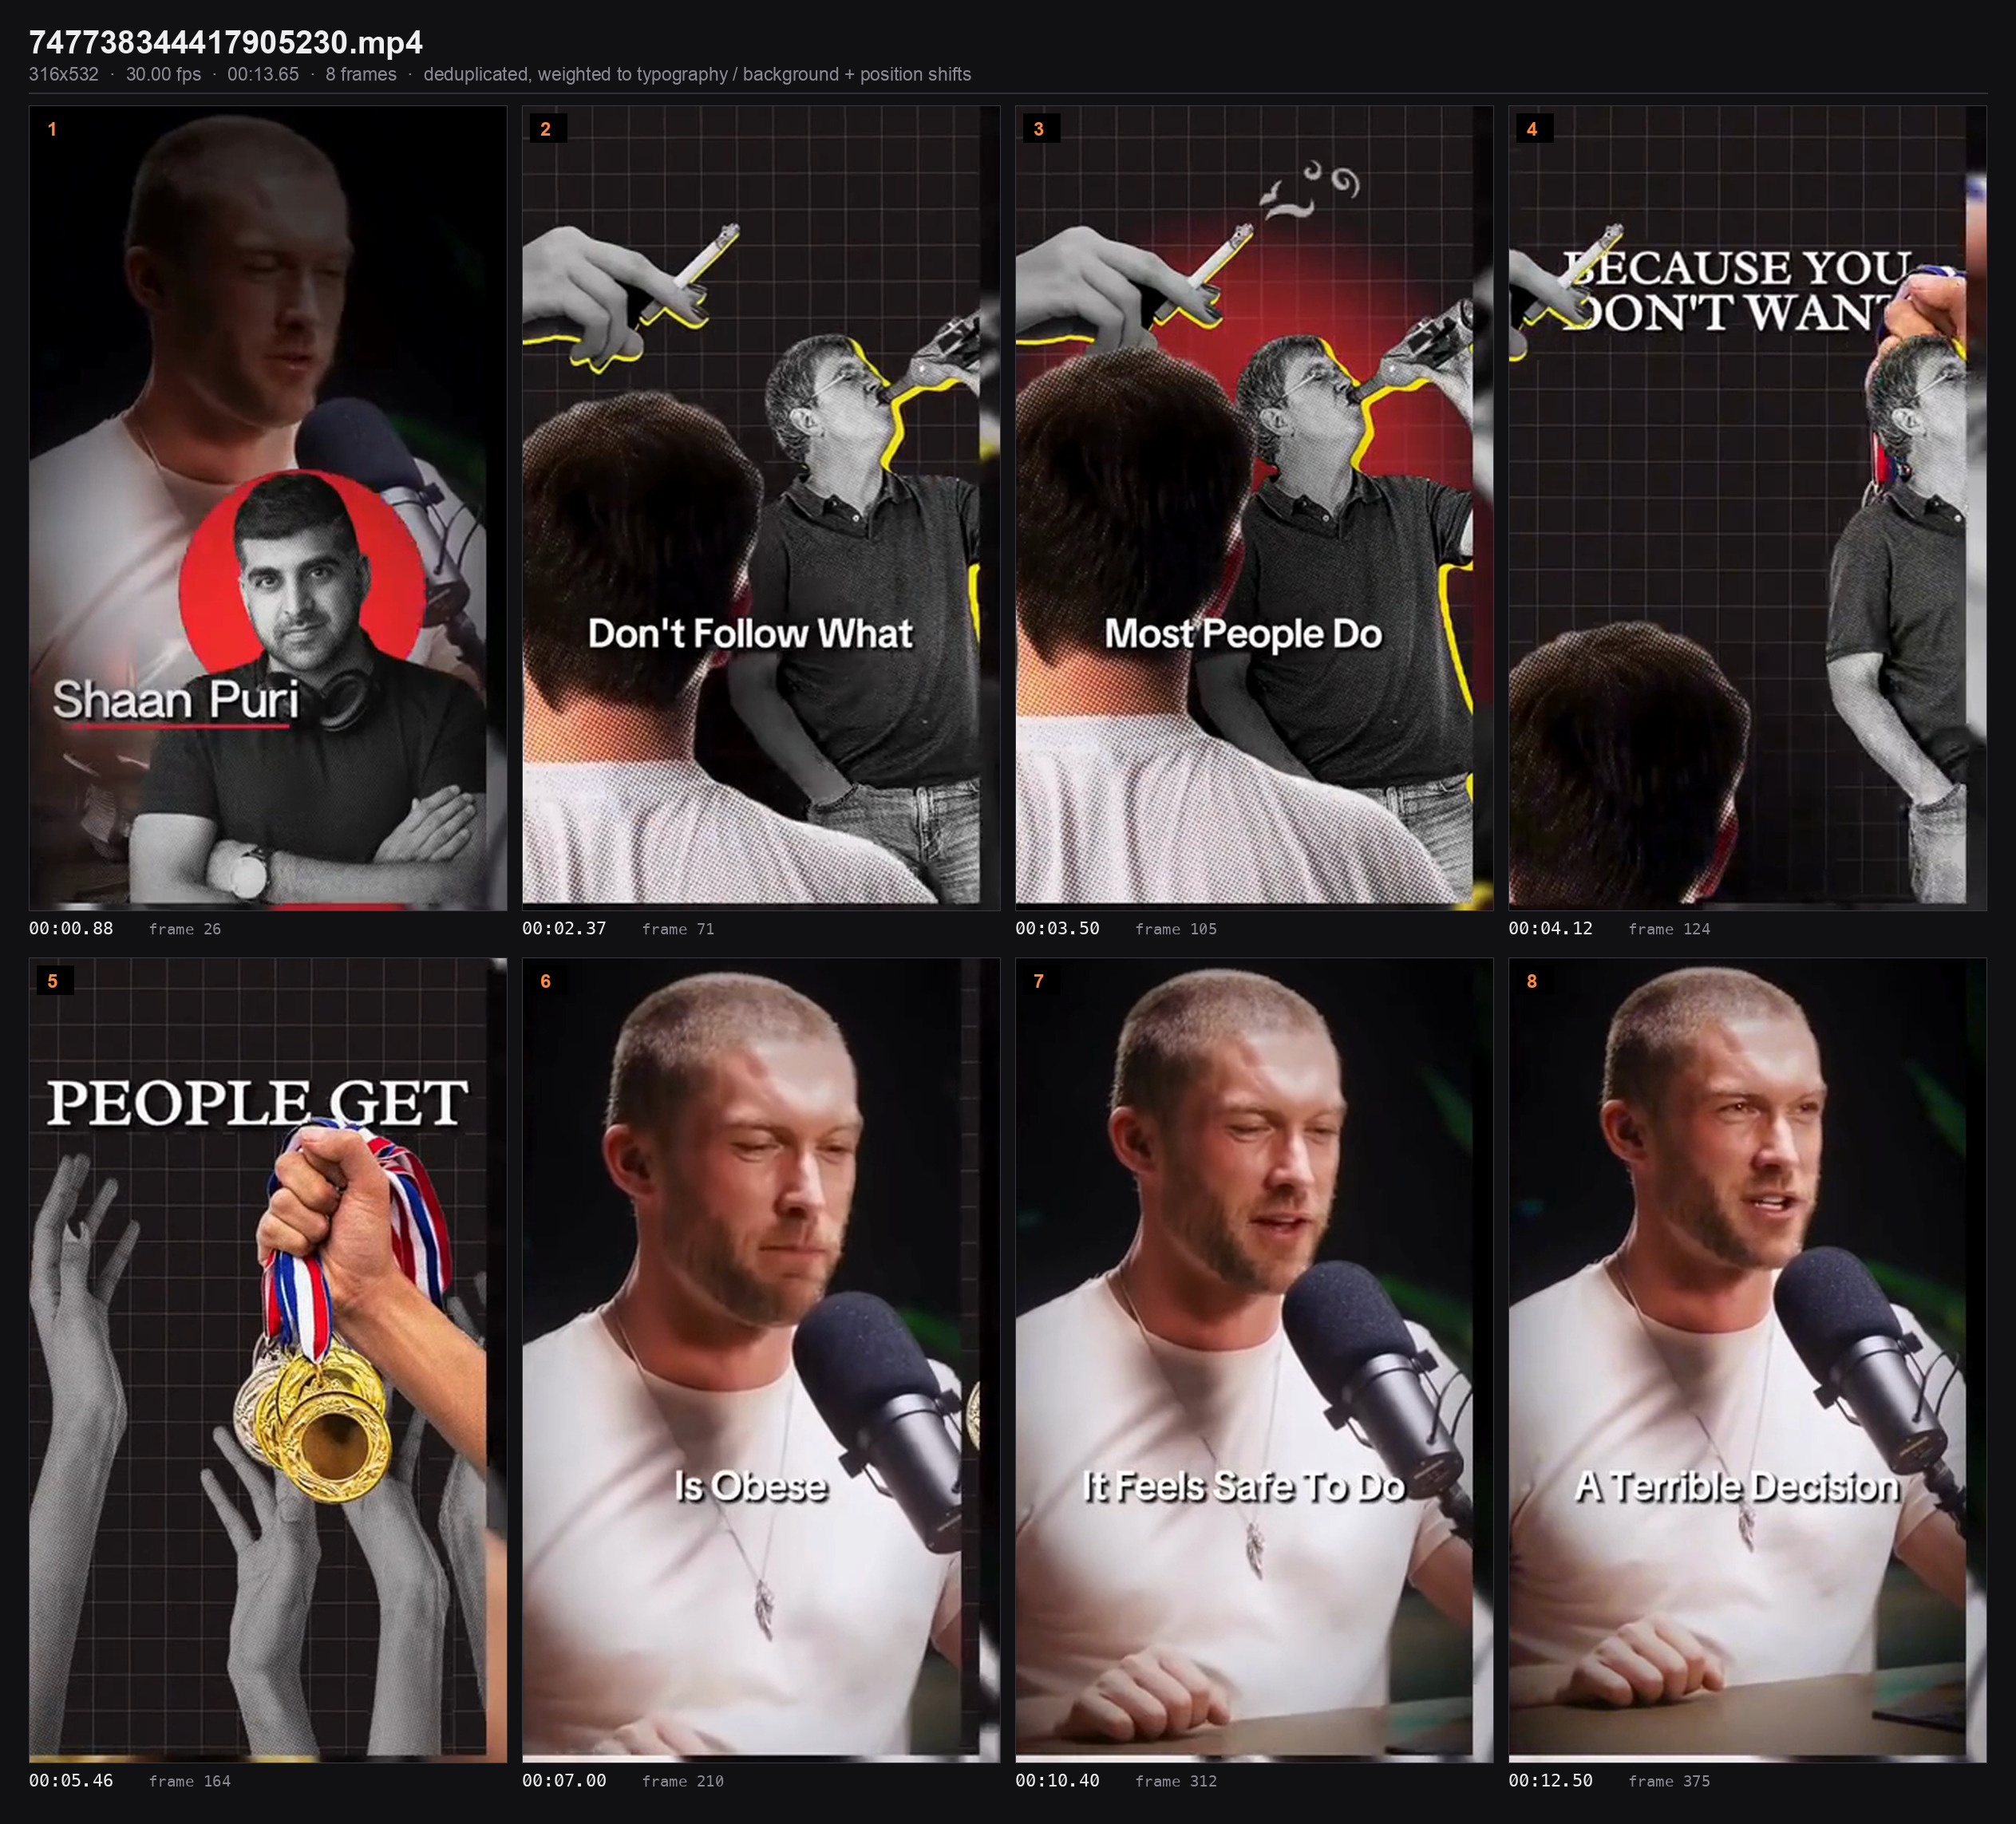 747738344417905230.mp4
316x532 · 30.00 fps · 00:13.65 · 8 frames · deduplicated, weighted to typography / background + position shifts
1
2
3
4
Shaan Puri
Don't Follow What
Most People Do
BECAUSE YOU
DON'T WANT
00:00.88 frame 26
00:02.37 frame 71
00:03.50 frame 105
00:04.12 frame 124
5
6
7
8
PEOPLE GET
Is Obese
It Feels Safe To Do
A Terrible Decision
00:05.46 frame 164
00:07.00 frame 210
00:10.40 frame 312
00:12.50 frame 375